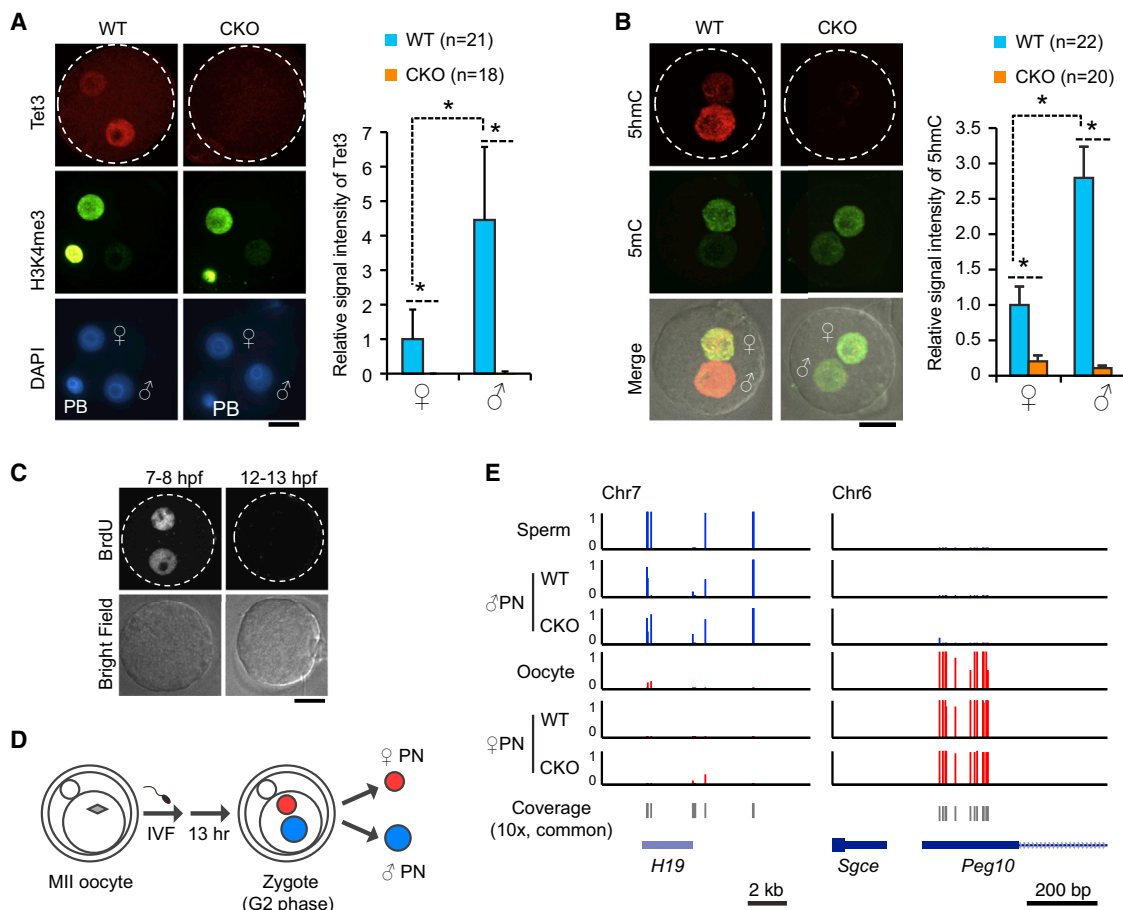 A
WT CKO
Tet3
H3K4me3
DAPI
♀ ♀
PB ♂ PB ♂
WT (n=21)
CKO (n=18)
Relative signal intensity of Tet3
7
6
5
4
3
2
1
0
* * *
♀ ♂
B
WT CKO
5hmC
5mC
Merge
♀ ♂ ♀ ♂
WT (n=22)
CKO (n=20)
Relative signal intensity of 5hmC
3.5
3.0
2.5
2.0
1.5
1.0
0.5
0
* * *
♀ ♂
C
7-8 hpf 12-13 hpf
BrdU
Bright Field
D
IVF 13 hr
♀ PN
♂ PN
MII oocyte
Zygote
(G2 phase)
E
Chr7 Chr6
Sperm 1 0
♂PN WT 1 0
CKO 1 0
Oocyte 1 0
♀PN WT 1 0
CKO 1 0
Coverage
(10x, common)
H19 Sgce Peg10
2 kb 200 bp